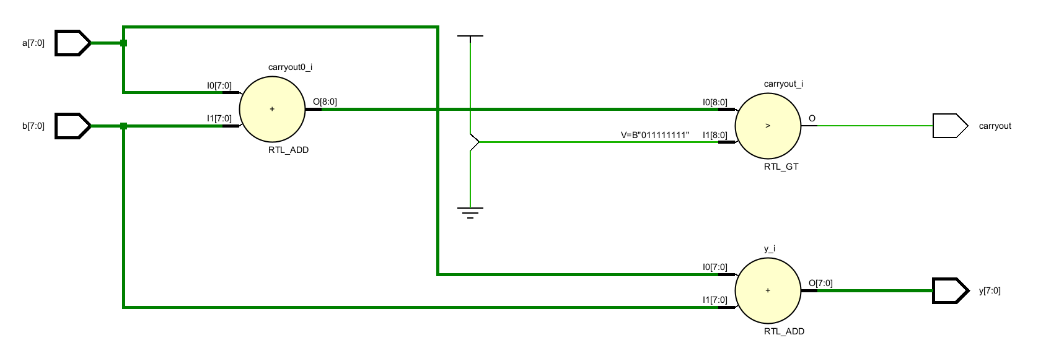 a[7:0]
carryout0_i
carryout_i
I0[7:0]
O[8:0]
I0[8:0]
b[7:0]
I1[7:0]
+
>
O
carryout
V=B"011111111"
I1[8:0]
RTL_ADD
RTL_GT
y_i
I0[7:0]
O[7:0]
+
y[7:0]
I1[7:0]
RTL_ADD